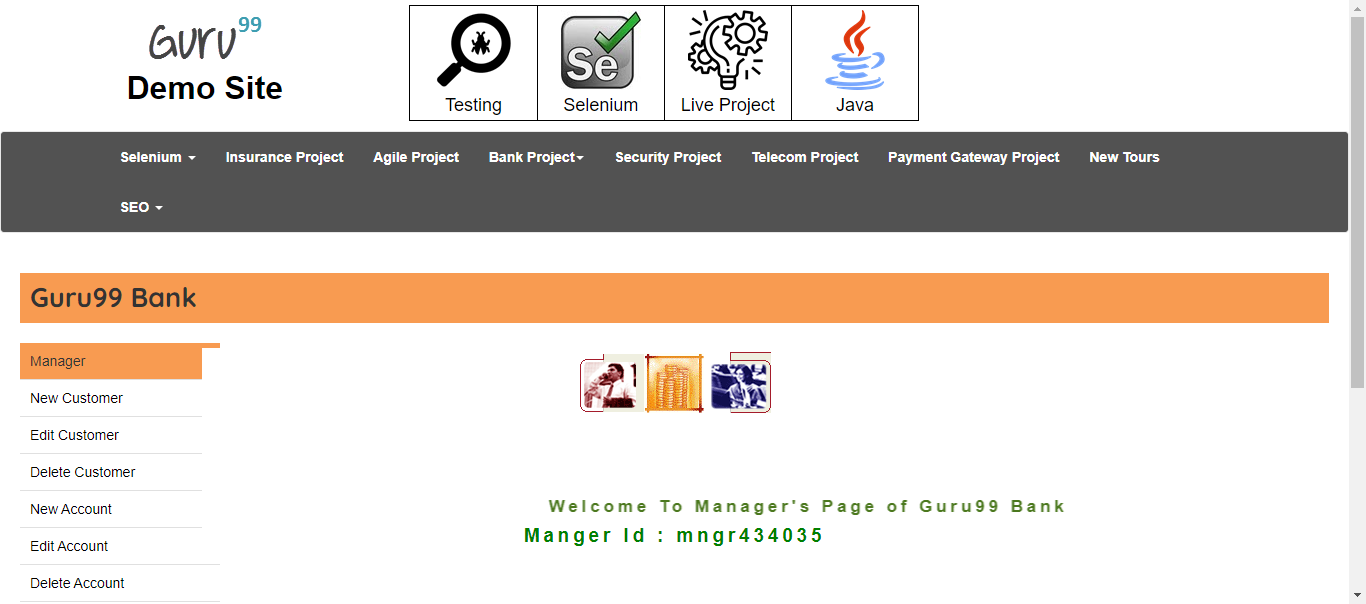 Guru99
Demo Site
Testing
Selenium
Live Project
Java
Selenium
Insurance Project
Agile Project
Bank Project
Security Project
Telecom Project
Payment Gateway Project
New Tours
SEO
Guru99 Bank
Manager
New Customer
Edit Customer
Delete Customer
New Account
Edit Account
Delete Account
Welcome To Manager's Page of Guru99 Bank
Manger Id : mngr434035